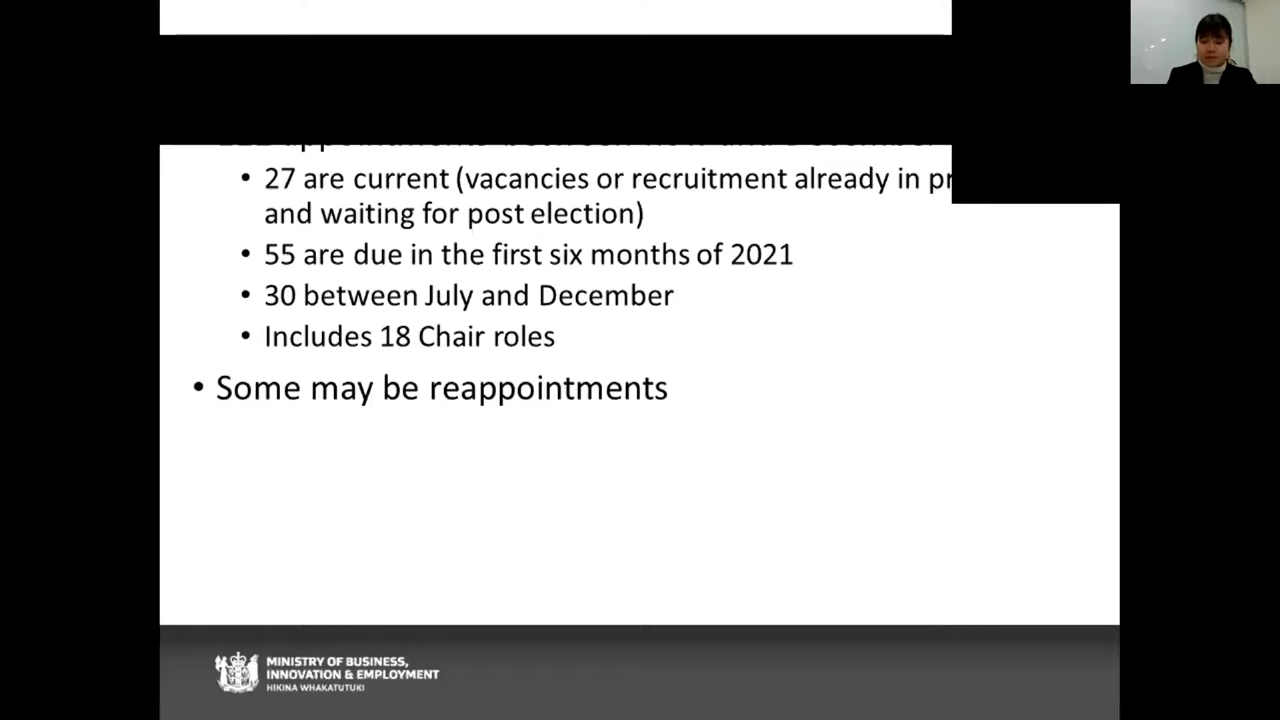 • 27 are current (vacancies or recruitment already in
and waiting for post election)
• 55 are due in the first six months of 2021
• 30 between July and December
• Includes 18 Chair roles
• Some may be reappointments
MINISTRY OF BUSINESS,
INNOVATION & EMPLOYMENT
HIKINA WHAKATUTUKI